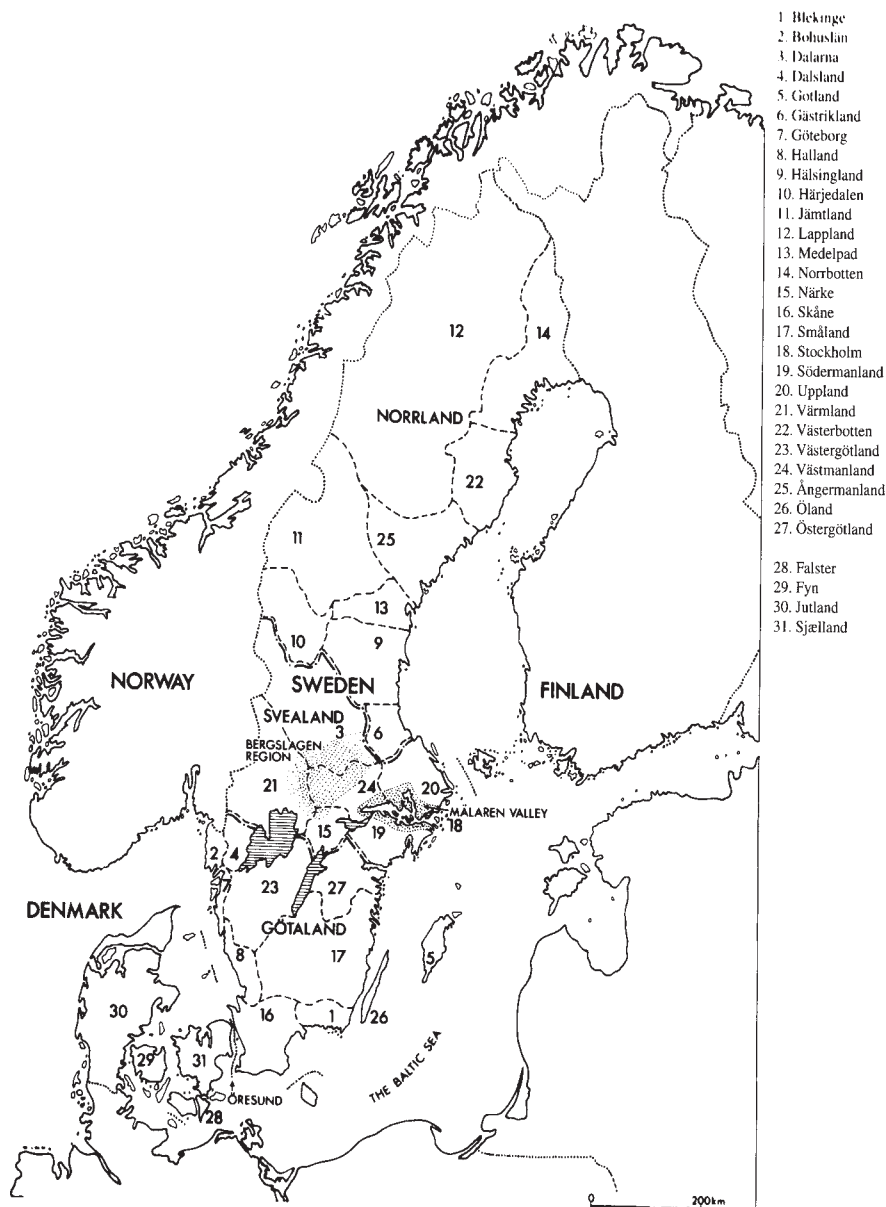 1 Blekinge
2. Bohuslän
3. Dalarna
4. Dalsland
5. Gotland
6. Gästrikland
7. Göteborg
8. Halland
9. Hälsingland
10. Härjedalen
11. Jämtland
12. Lappland
13. Medelpad
14. Norrbotten
15. Närke
16. Skåne
17. Småland
18. Stockholm
19. Södermanland
20. Uppland
21. Värmland
22. Västerbotten
23. Västergötland
24. Västmanland
25. Ångermanland
26. Öland
27. Östergötland
28. Falster
29. Fyn
30. Jutland
31. Sjælland
12
14
NORRLAND
22
11
25
13
10
9
NORWAY
SWEDEN
FINLAND
SVEALAND
3
6
BERGSLAGEN
REGION
21
24
20
MÄLAREN VALLEY
18
15
19
2
4
7
23
27
DENMARK
GÖTALAND
8
17
5
30
16
1
26
29
31
THE BALTIC SEA
ÖRESUND
28
0
200km